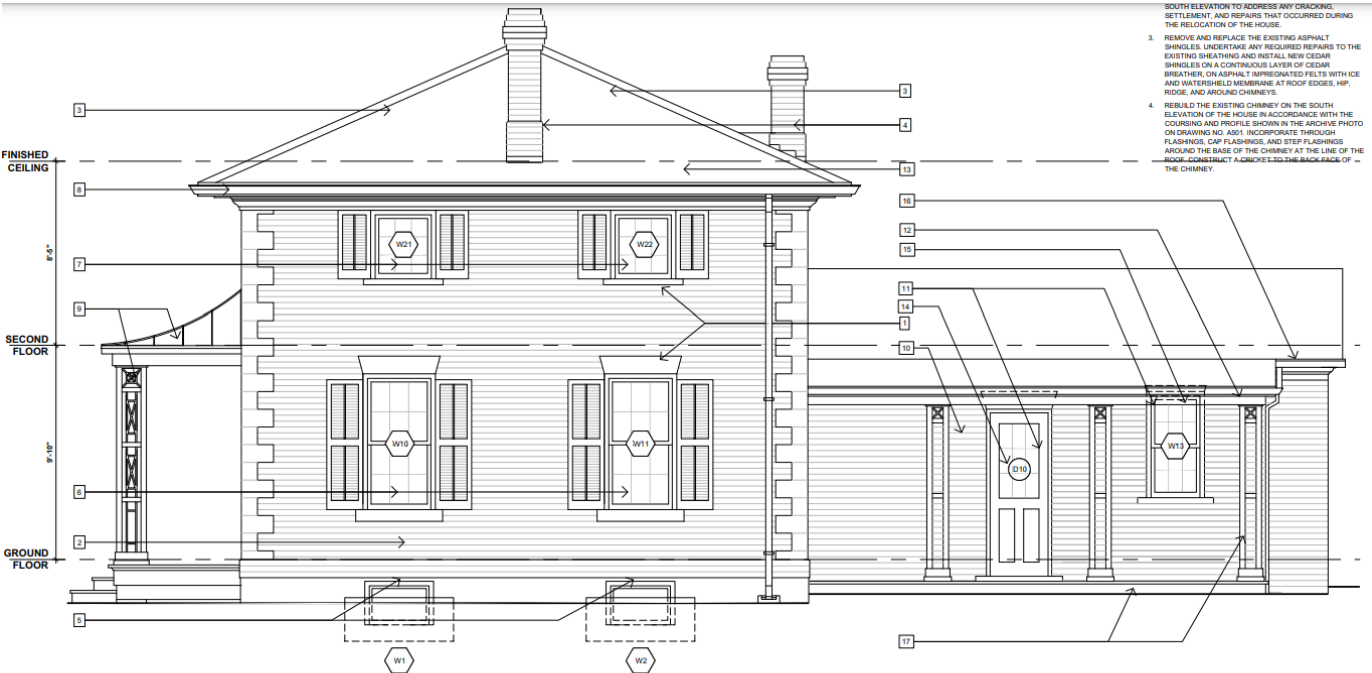 SOUTH ELEVATION TO ADDRESS ANY CRACKING,
SETTLEMENT, AND REPAIRS THAT OCCURRED DURING
THE RELOCATION OF THE HOUSE.
3. REMOVE AND REPLACE THE EXISTING ASPHALT
SHINGLES. UNDERTAKE ANY REQUIRED REPAIRS TO THE
EXISTING SHEATHING AND INSTALL NEW CEDAR
SHINGLES ON A CONTINUOUS LAYER OF CEDAR
BREATHER, ON ASPHALT IMPREGNATED FELTS WITH ICE
AND WATERSHIELD MEMBRANE AT ROOF EDGES, HIP,
RIDGE, AND AROUND CHIMNEYS.
4. REBUILD THE EXISTING CHIMNEY ON THE SOUTH
ELEVATION OF THE HOUSE IN ACCORDANCE WITH THE
COURSING AND PROFILE SHOWN IN THE ARCHIVE PHOTO
ON DRAWING NO. A501. INCORPORATE THROUGH
FLASHINGS, CAP FLASHINGS, AND STEP FLASHINGS
AROUND THE BASE OF THE CHIMNEY AT THE LINE OF THE
ROOF. CONSTRUCT A CRICKET TO THE BACK FACE OF
THE CHIMNEY.
3
3
4
FINISHED
CEILING
13
8
16
12
W21
W22
15
8'-5"
7
11
9
14
1
SECOND
FLOOR
10
9'-10"
W10
W11
W13
D10
6
2
GROUND
FLOOR
5
17
W1
W2